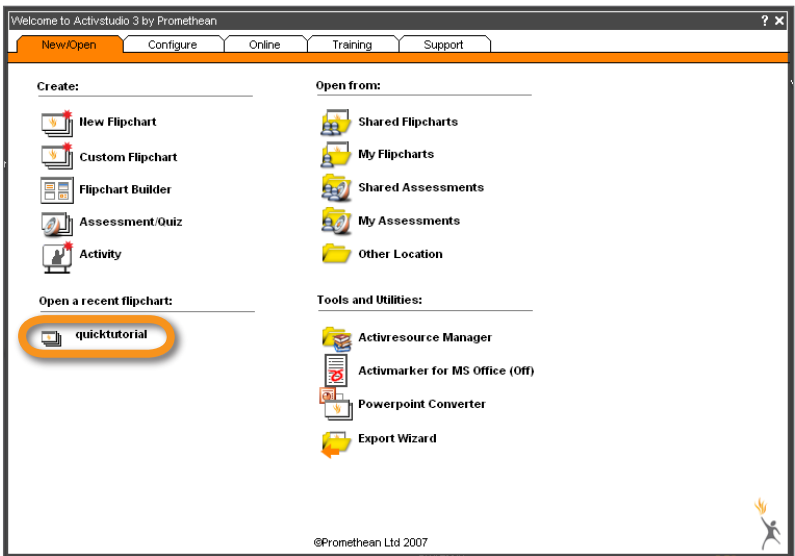 Welcome to Activstudio 3 by Promethean
? X
New/Open
Configure
Online
Training
Support
Create:
New Flipchart
Custom Flipchart
Flipchart Builder
Assessment/Quiz
Activity
Open a recent flipchart:
quicktutorial
Open from:
Shared Flipcharts
My Flipcharts
Shared Assessments
My Assessments
Other Location
Tools and Utilities:
Activresource Manager
Activmarker for MS Office (Off)
Powerpoint Converter
Export Wizard
©Promethean Ltd 2007